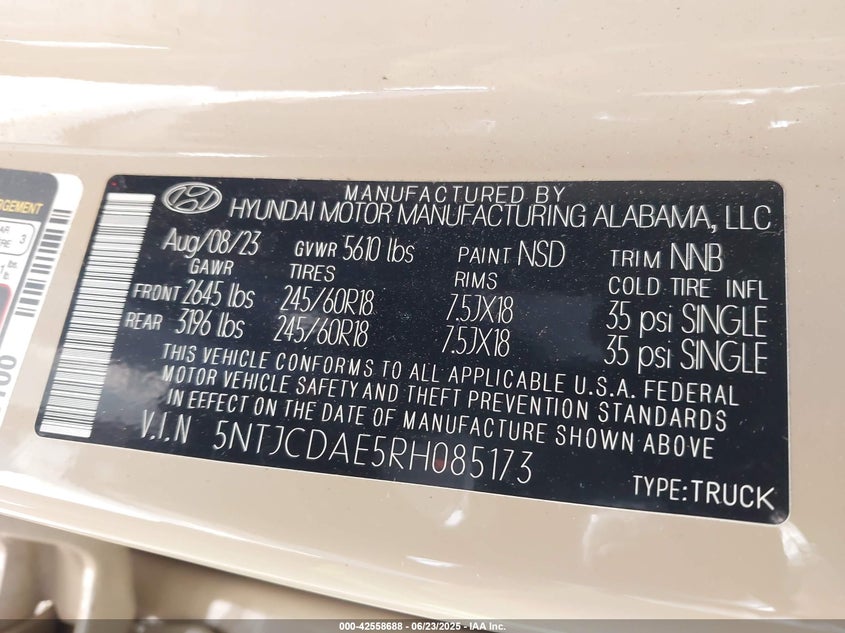 MANUFACTURED BY
HYUNDAI MOTOR MANUFACTURING ALABAMA, LLC
Aug/08/23 GVWR 5610 lbs PAINT NSD TRIM NNB
GAWR TIRES RIMS COLD TIRE INFL
FRONT 2645 lbs 245/60R18 7.5JX18 35 psi SINGLE
REAR 3196 lbs 245/60R18 7.5JX18 35 psi SINGLE
THIS VEHICLE CONFORMS TO ALL APPLICABLE U.S.A. FEDERAL
MOTOR VEHICLE SAFETY AND THEFT PREVENTION STANDARDS
IN EFFECT ON THE DATE OF MANUFACTURE SHOWN ABOVE
V.I.N 5NTJCDAE5RH085173
TYPE:TRUCK
000-42558688 - 06/23/2025 - IAA Inc.